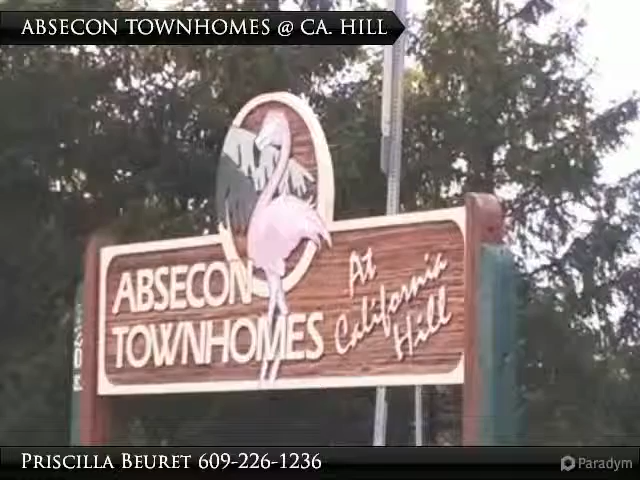 ABSECON TOWNHOMES @ CA. HILL
ABSECON
TOWNHOMES
At
California
Hill
PRISCILLA BEURET 609-226-1236
Paradym